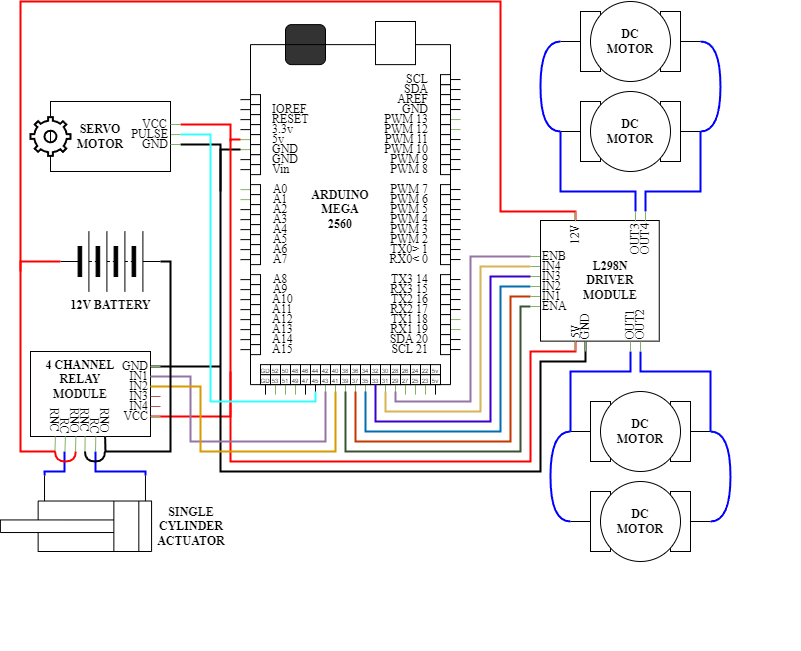 DC
MOTOR
DC
MOTOR
SCL
SDA
AREF
GND
PWM 13
PWM 12
PWM 11
PWM 10
PWM 9
PWM 8
PWM 7
PWM 6
PWM 5
PWM 4
PWM 3
PWM 2
TX0> 1
RX0< 0
TX3 14
RX3 15
TX2 16
RX2 17
TX1 18
RX1 19
SDA 20
SCL 21
IOREF
RESET
3.3v
5v
GND
GND
Vin
A0
A1
A2
A3
A4
A5
A6
A7
A8
A9
A10
A11
A12
A13
A14
A15
ARDUINO
MEGA
2560
SERVO
MOTOR
VCC
PULSE
GND
12V BATTERY
4 CHANNEL
RELAY
MODULE
GND
IN1
IN2
IN3
IN4
VCC
RNC
RC
RNO
RNC
RC
RNO
SINGLE
CYLINDER
ACTUATOR
12V
OUT3
OUT4
ENB
IN4
IN3
IN2
IN1
ENA
L298N
DRIVER
MODULE
5V
GND
OUT1
OUT2
DC
MOTOR
DC
MOTOR